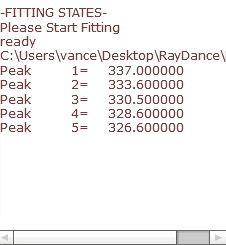 -FITTING STATES-
Please Start Fitting
ready
C:\Users\vance\Desktop\RayDance\
Peak 1= 337.000000
Peak 2= 333.600000
Peak 3= 330.500000
Peak 4= 328.600000
Peak 5= 326.600000